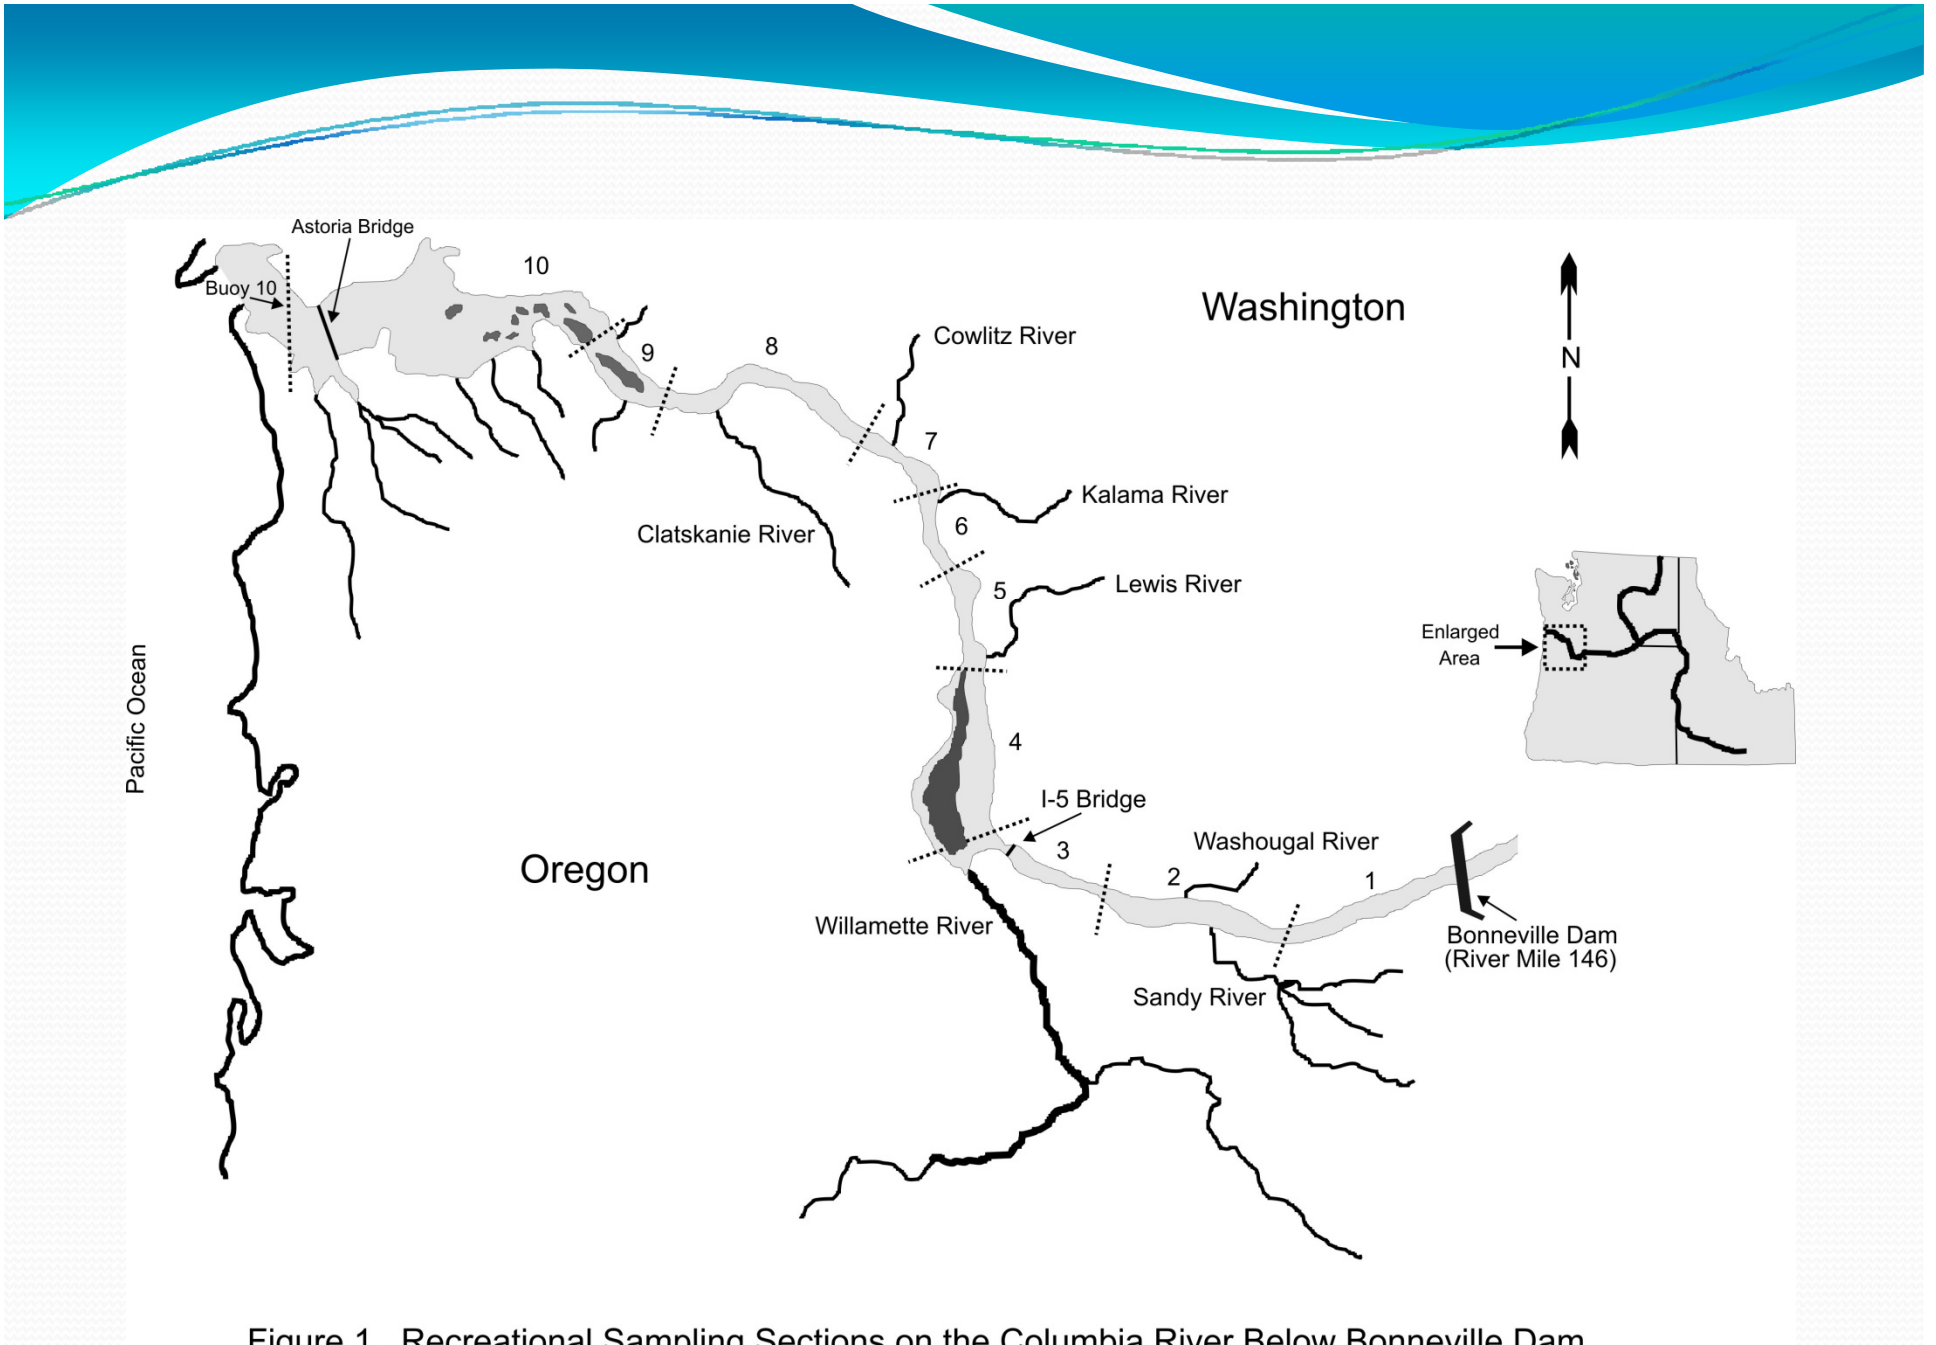 Astoria Bridge
10
Buoy 10
Washington
N
Cowlitz River
8
9
7
Kalama River
6
Clatskanie River
5
Lewis River
Enlarged
Area
Pacific Ocean
4
I-5 Bridge
3
Washougal River
2
1
Oregon
Willamette River
Bonneville Dam
(River Mile 146)
Sandy River
Figure 1. Recreational Sampling Sections on the Columbia River Below Bonneville Dam